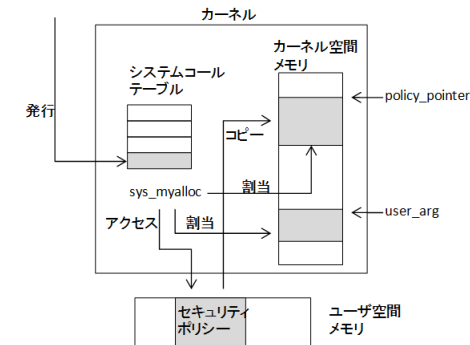 カーネル
カーネル空間
メモリ
システムコール
テーブル
policy_pointer
発行
コピー
sys_myalloc
割当
user_arg
アクセス
割当
セキュリティ
ポリシー
ユーザ空間
メモリ